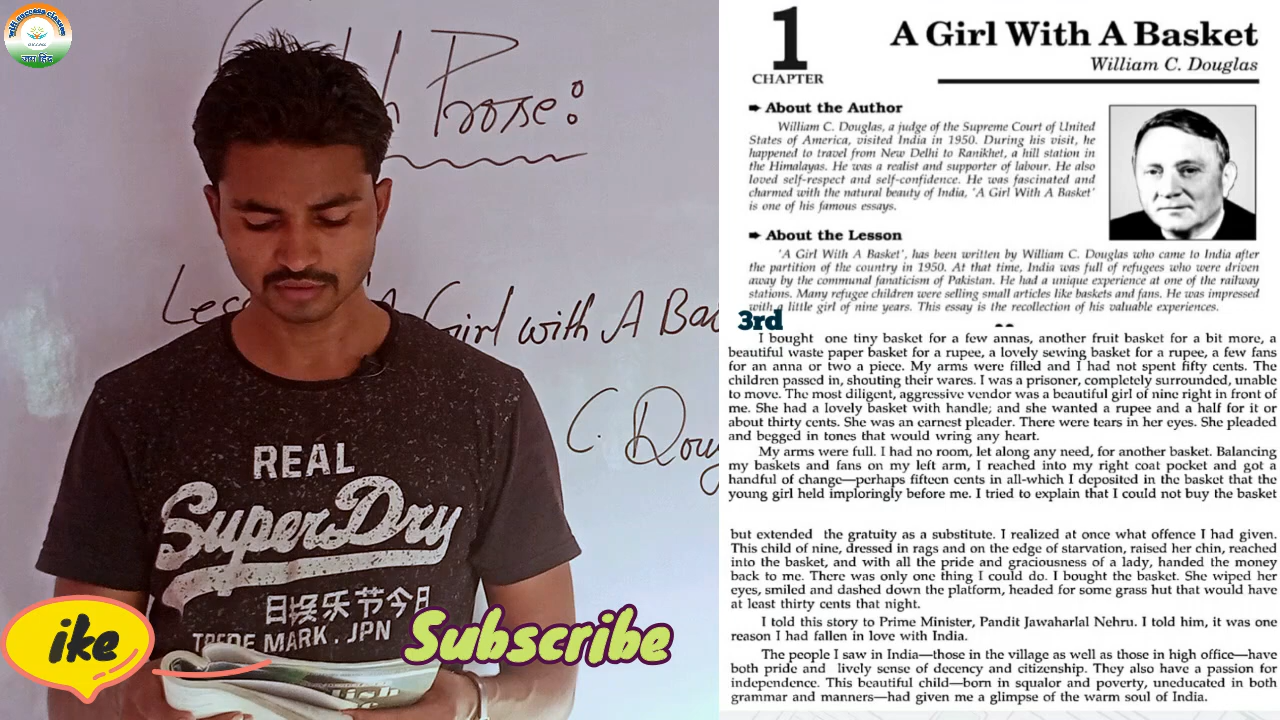 wifi success classes
जय हिंद
Prose:
A Girl with A Bas
C. Doug
REAL
SuperDry
日娱乐节今日
TRADE MARK . JPN
ike
Subscribe
1
CHAPTER
A Girl With A Basket
William C. Douglas
➨ About the Author
William C. Douglas, a judge of the Supreme Court of United
States of America, visited India in 1950. During his visit, he
happened to travel from New Delhi to Ranikhet, a hill station in
the Himalayas. He was a realist and supporter of labour. He also
loved self-respect and self-confidence. He was fascinated and
charmed with the natural beauty of India, 'A Girl With A Basket'
is one of his famous essays.
➨ About the Lesson
'A Girl With A Basket', has been written by William C. Douglas who came to India after
the partition of the country in 1950. At that time, India was full of refugees who were driven
away by the communal fanaticism of Pakistan. He had a unique experience at one of the railway
stations. Many refugee children were selling small articles like baskets and fans. He was impressed
with a little girl of nine years. This essay is the recollection of his valuable experiences.
3rd
I bought one tiny basket for a few annas, another fruit basket for a bit more, a
beautiful waste paper basket for a rupee, a lovely sewing basket for a rupee, a few fans
for an anna or two a piece. My arms were filled and I had not spent fifty cents. The
children passed in, shouting their wares. I was a prisoner, completely surrounded, unable
to move. The most diligent, aggressive vendor was a beautiful girl of nine right in front of
me. She had a lovely basket with handle; and she wanted a rupee and a half for it or
about thirty cents. She was an earnest pleader. There were tears in her eyes. She pleaded
and begged in tones that would wring any heart.
My arms were full. I had no room, let along any need, for another basket. Balancing
my baskets and fans on my left arm, I reached into my right coat pocket and got a
handful of change—perhaps fifteen cents in all-which I deposited in the basket that the
young girl held imploringly before me. I tried to explain that I could not buy the basket
but extended the gratuity as a substitute. I realized at once what offence I had given.
This child of nine, dressed in rags and on the edge of starvation, raised her chin, reached
into the basket, and with all the pride and graciousness of a lady, handed the money
back to me. There was only one thing I could do. I bought the basket. She wiped her
eyes, smiled and dashed down the platform, headed for some grass hut that would have
at least thirty cents that night.
I told this story to Prime Minister, Pandit Jawaharlal Nehru. I told him, it was one
reason I had fallen in love with India.
The people I saw in India—those in the village as well as those in high office—have
both pride and lively sense of decency and citizenship. They also have a passion for
independence. This beautiful child—born in squalor and poverty, uneducated in both
grammar and manners—had given me a glimpse of the warm soul of India.